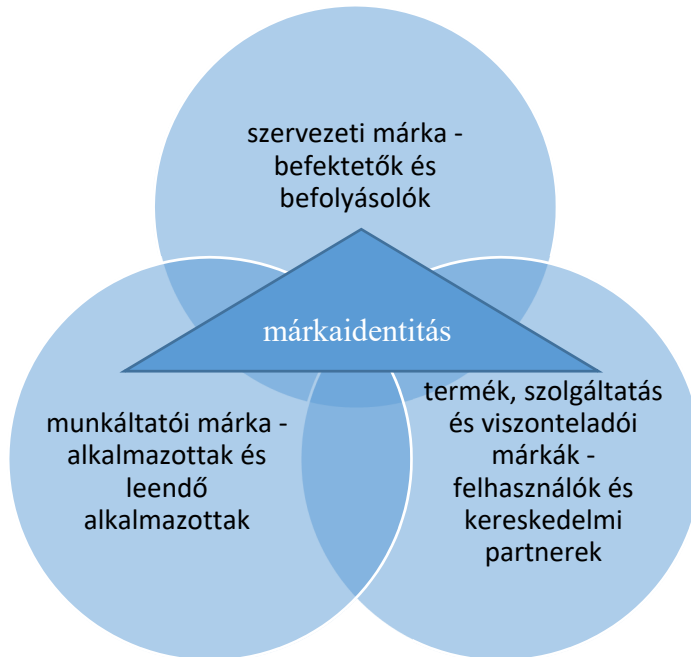 szervezeti márka -
befektetők és
befolyásolók
márkaidentitás
munkáltatói márka -
alkalmazottak és
leendő
alkalmazottak
termék, szolgáltatás
és viszonteladói
márkák -
felhasználók és
kereskedelmi
partnerek